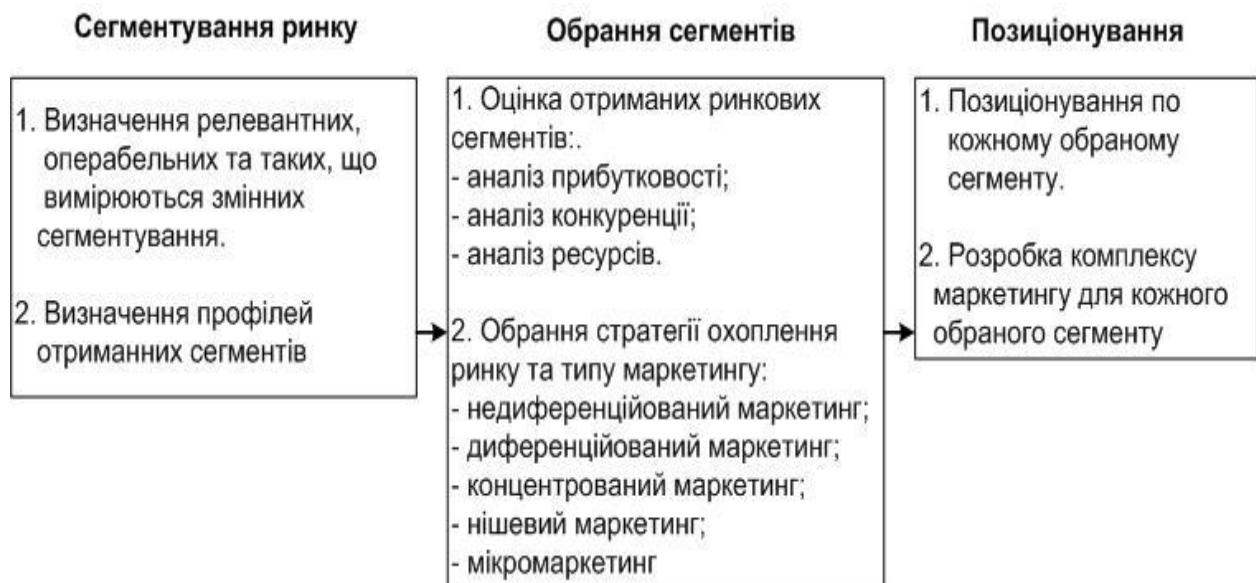 Сегментування ринку
1. Визначення релевантних,
операбельних та таких, що
вимірюються змінних
сегментування.
2. Визначення профілей
отриманних сегментів
Обрання сегментів
1. Оцінка отриманих ринкових
сегментів:.
- аналіз прибутковості;
- аналіз конкуренції;
- аналіз ресурсів.
2. Обрання стратегії охоплення
ринку та типу маркетингу:
- недиференційований маркетинг;
- диференційований маркетинг;
- концентрований маркетинг;
- нішевий маркетинг;
- мікромаркетинг
Позиціонування
1. Позиціонування по
кожному обраному
сегменту.
2. Розробка комплексу
маркетингу для кожного
обраного сегменту